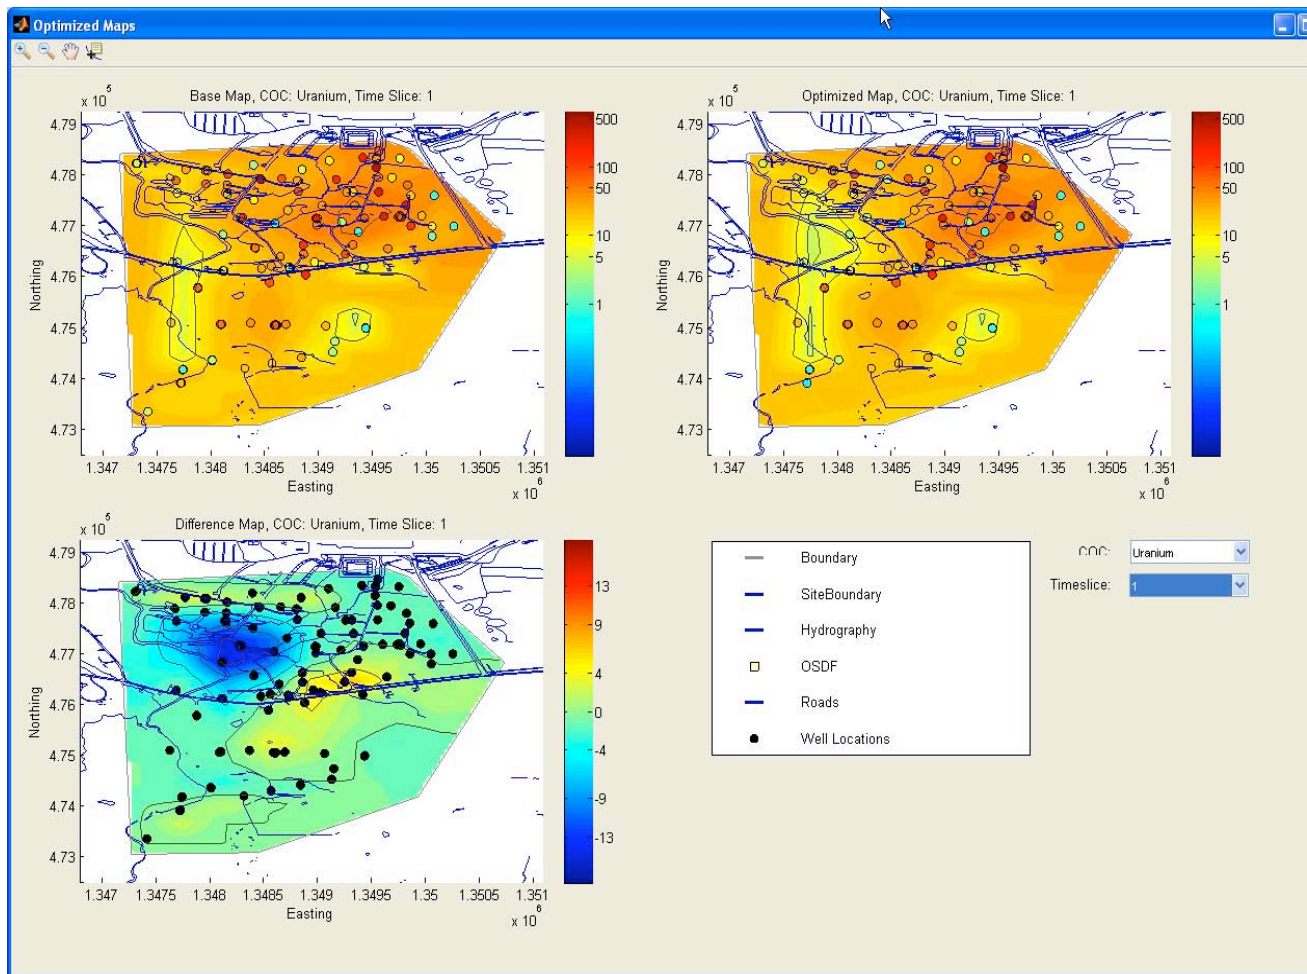 Optimized Maps
x 10^5
Base Map, COC: Uranium, Time Slice: 1
4.79
4.78
4.77
4.76
4.75
4.74
4.73
Northing
1.347 1.3475 1.348 1.3485 1.349 1.3495 1.35 1.3505 1.351
Easting
x 10^6
500
100
50
10
5
1
x 10^5
Optimized Map, COC: Uranium, Time Slice: 1
4.79
4.78
4.77
4.76
4.75
4.74
4.73
Northing
1.347 1.3475 1.348 1.3485 1.349 1.3495 1.35 1.3505 1.351
Easting
x 10^6
500
100
50
10
5
1
x 10^5
Difference Map, COC: Uranium, Time Slice: 1
4.79
4.78
4.77
4.76
4.75
4.74
4.73
Northing
1.347 1.3475 1.348 1.3485 1.349 1.3495 1.35 1.3505 1.351
Easting
x 10^6
13
9
4
0
-4
-9
-13
Boundary
SiteBoundary
Hydrography
OSDF
Roads
Well Locations
COC: Uranium
Timeslice: 1